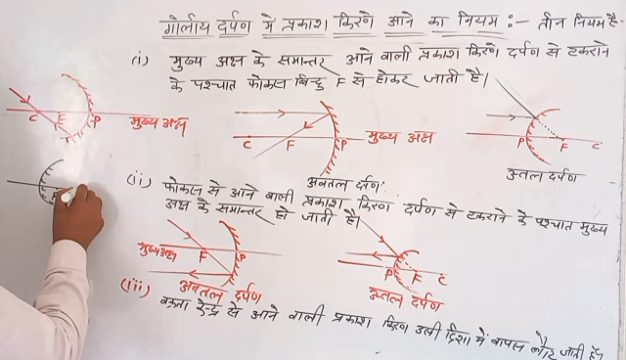 गोलीय दर्पण में प्रकाश किरणे आने का नियम :- तीन नियम है-
(i) मुख्य अक्ष के समान्तर आने वाली प्रकाश किरणे दर्पण से टकराने
के पश्चात फोकस बिन्दु F से होकर जाती है।
C F P मुख्य अक्ष
C F P मुख्य अक्ष
अवतल दर्पण
P F C
उत्तल दर्पण
(ii) फोकस से आने वाली प्रकाश किरण दर्पण से टकराने के पश्चात मुख्य
अक्ष के समान्तर हो जाती है।
मुख्य अक्ष F P
अवतल दर्पण
P F C
उत्तल दर्पण
(iii) वक्रता केन्द्र से आने वाली प्रकाश किरण उसी दिशा में वापस लौट जाती है